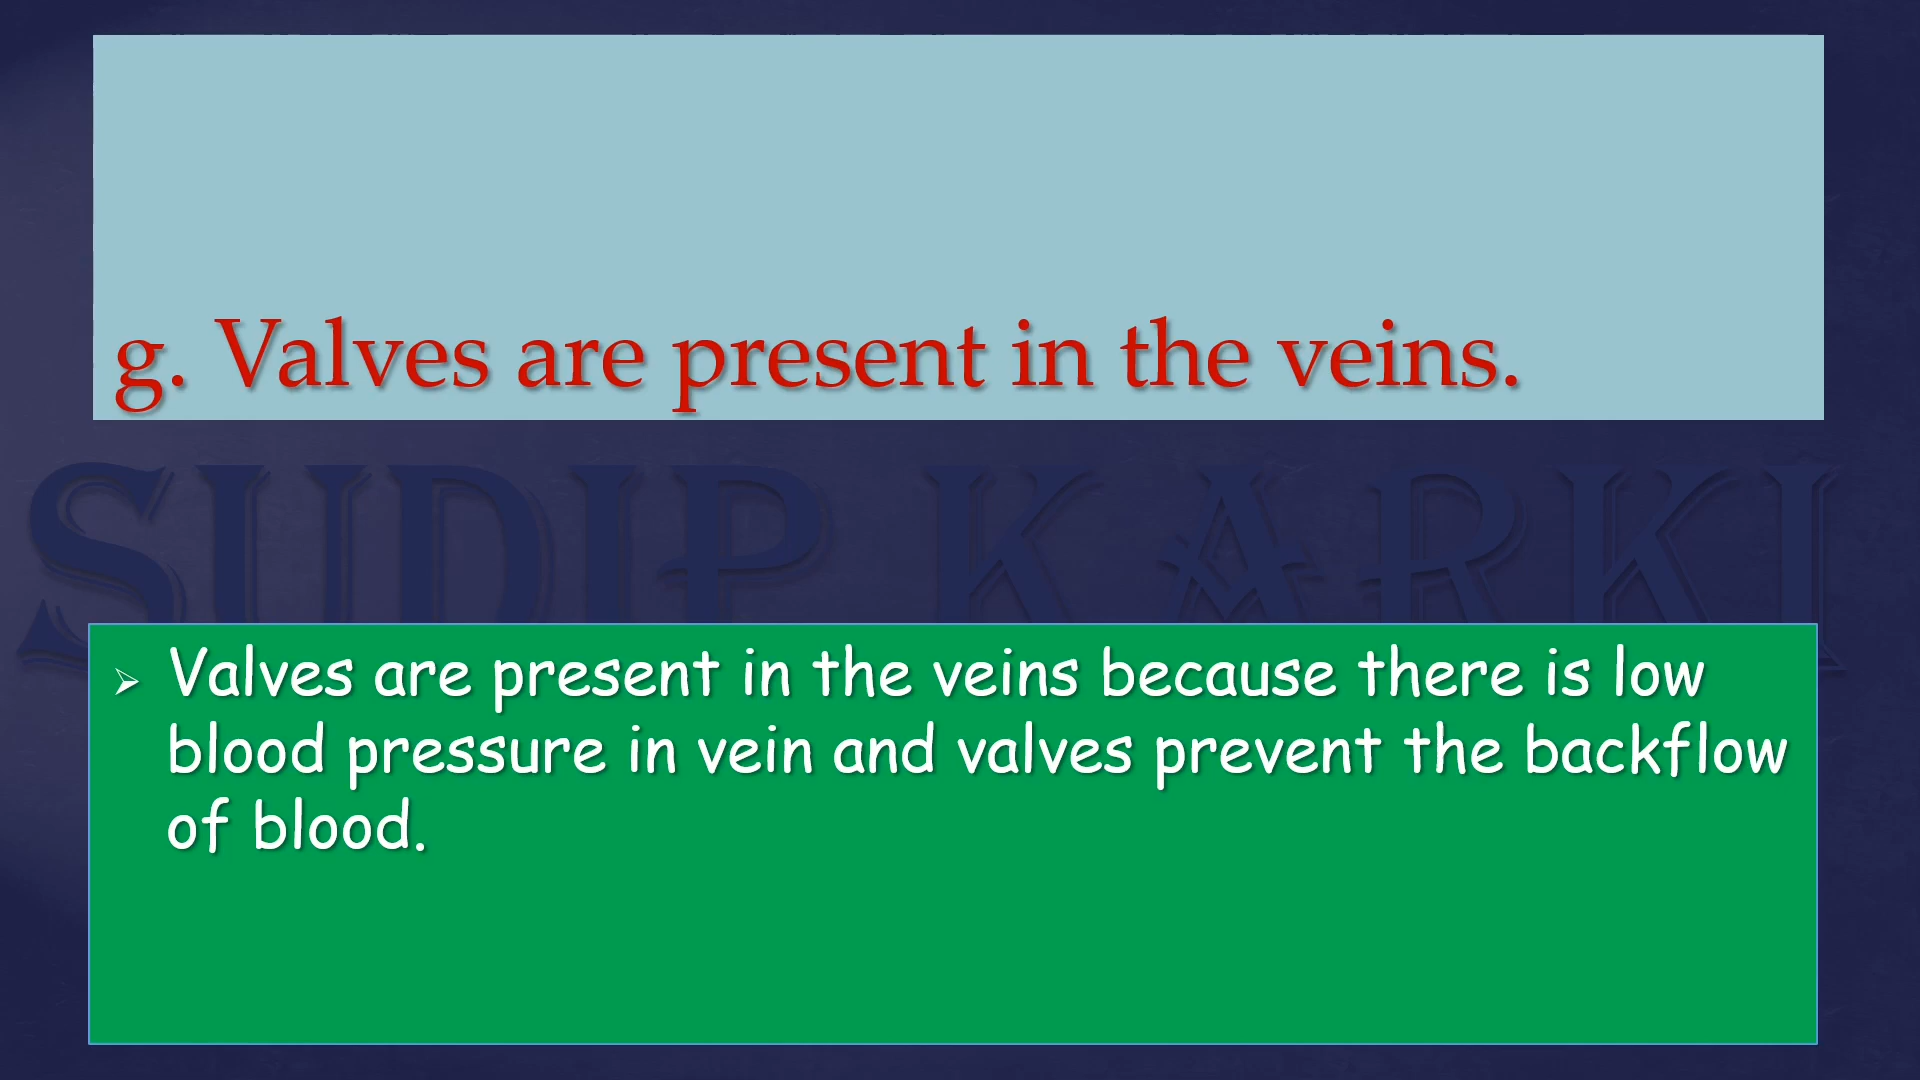 g. Valves are present in the veins.
SUDIP KARKI
➢ Valves are present in the veins because there is low
blood pressure in vein and valves prevent the backflow
of blood.